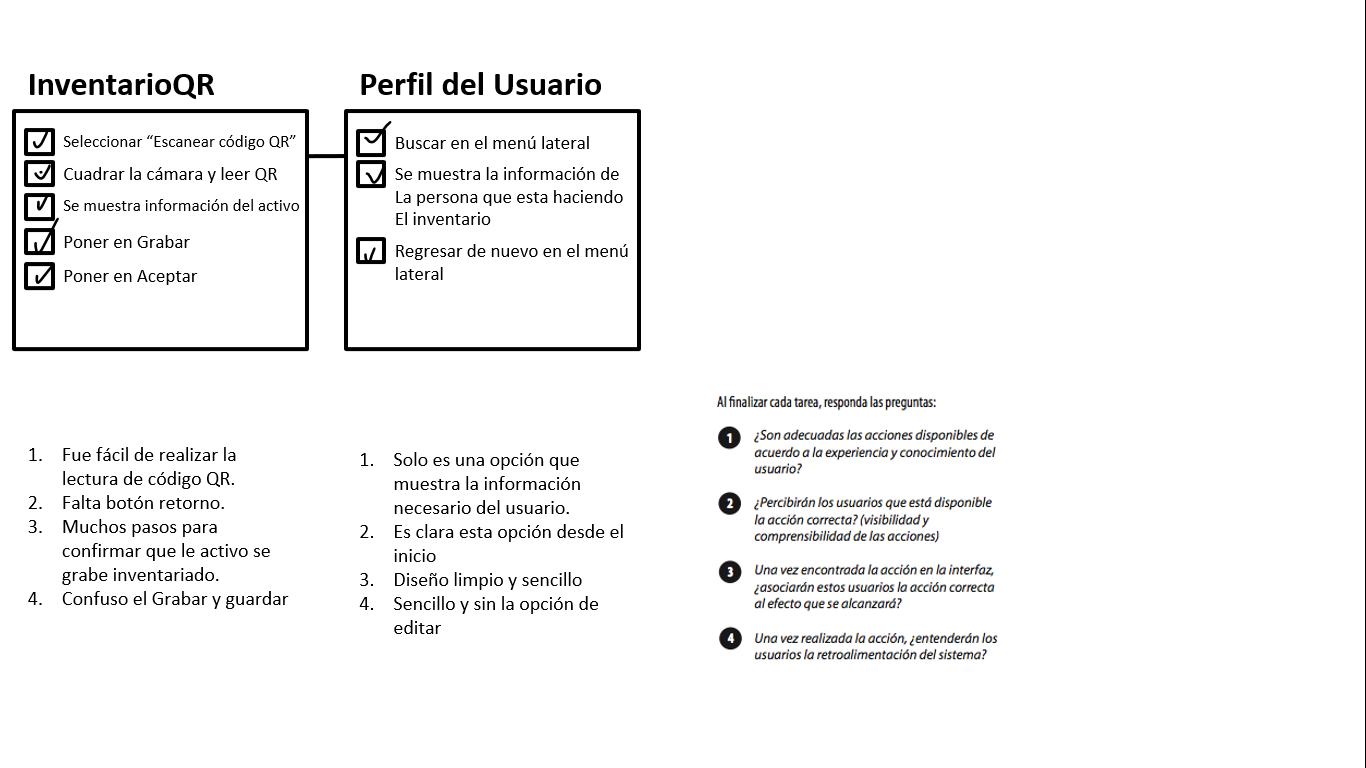 InventarioQR
Seleccionar “Escanear código QR”
Cuadrar la cámara y leer QR
Se muestra información del activo
Poner en Grabar
Poner en Aceptar
Perfil del Usuario
Buscar en el menú lateral
Se muestra la información de
La persona que esta haciendo
El inventario
Regresar de nuevo en el menú
lateral
1. Fue fácil de realizar la
lectura de código QR.
2. Falta botón retorno.
3. Muchos pasos para
confirmar que le activo se
grabe inventariado.
4. Confuso el Grabar y guardar
1. Solo es una opción que
muestra la información
necesario del usuario.
2. Es clara esta opción desde el
inicio
3. Diseño limpio y sencillo
4. Sencillo y sin la opción de
editar
Al finalizar cada tarea, responda las preguntas:
1 ¿Son adecuadas las acciones disponibles de
acuerdo a la experiencia y conocimiento del
usuario?
2 ¿Percibirán los usuarios que está disponible
la acción correcta? (visibilidad y
comprensibilidad de las acciones)
3 Una vez encontrada la acción en la interfaz,
¿asociarán estos usuarios la acción correcta
al efecto que se alcanzará?
4 Una vez realizada la acción, ¿entenderán los
usuarios la retroalimentación del sistema?